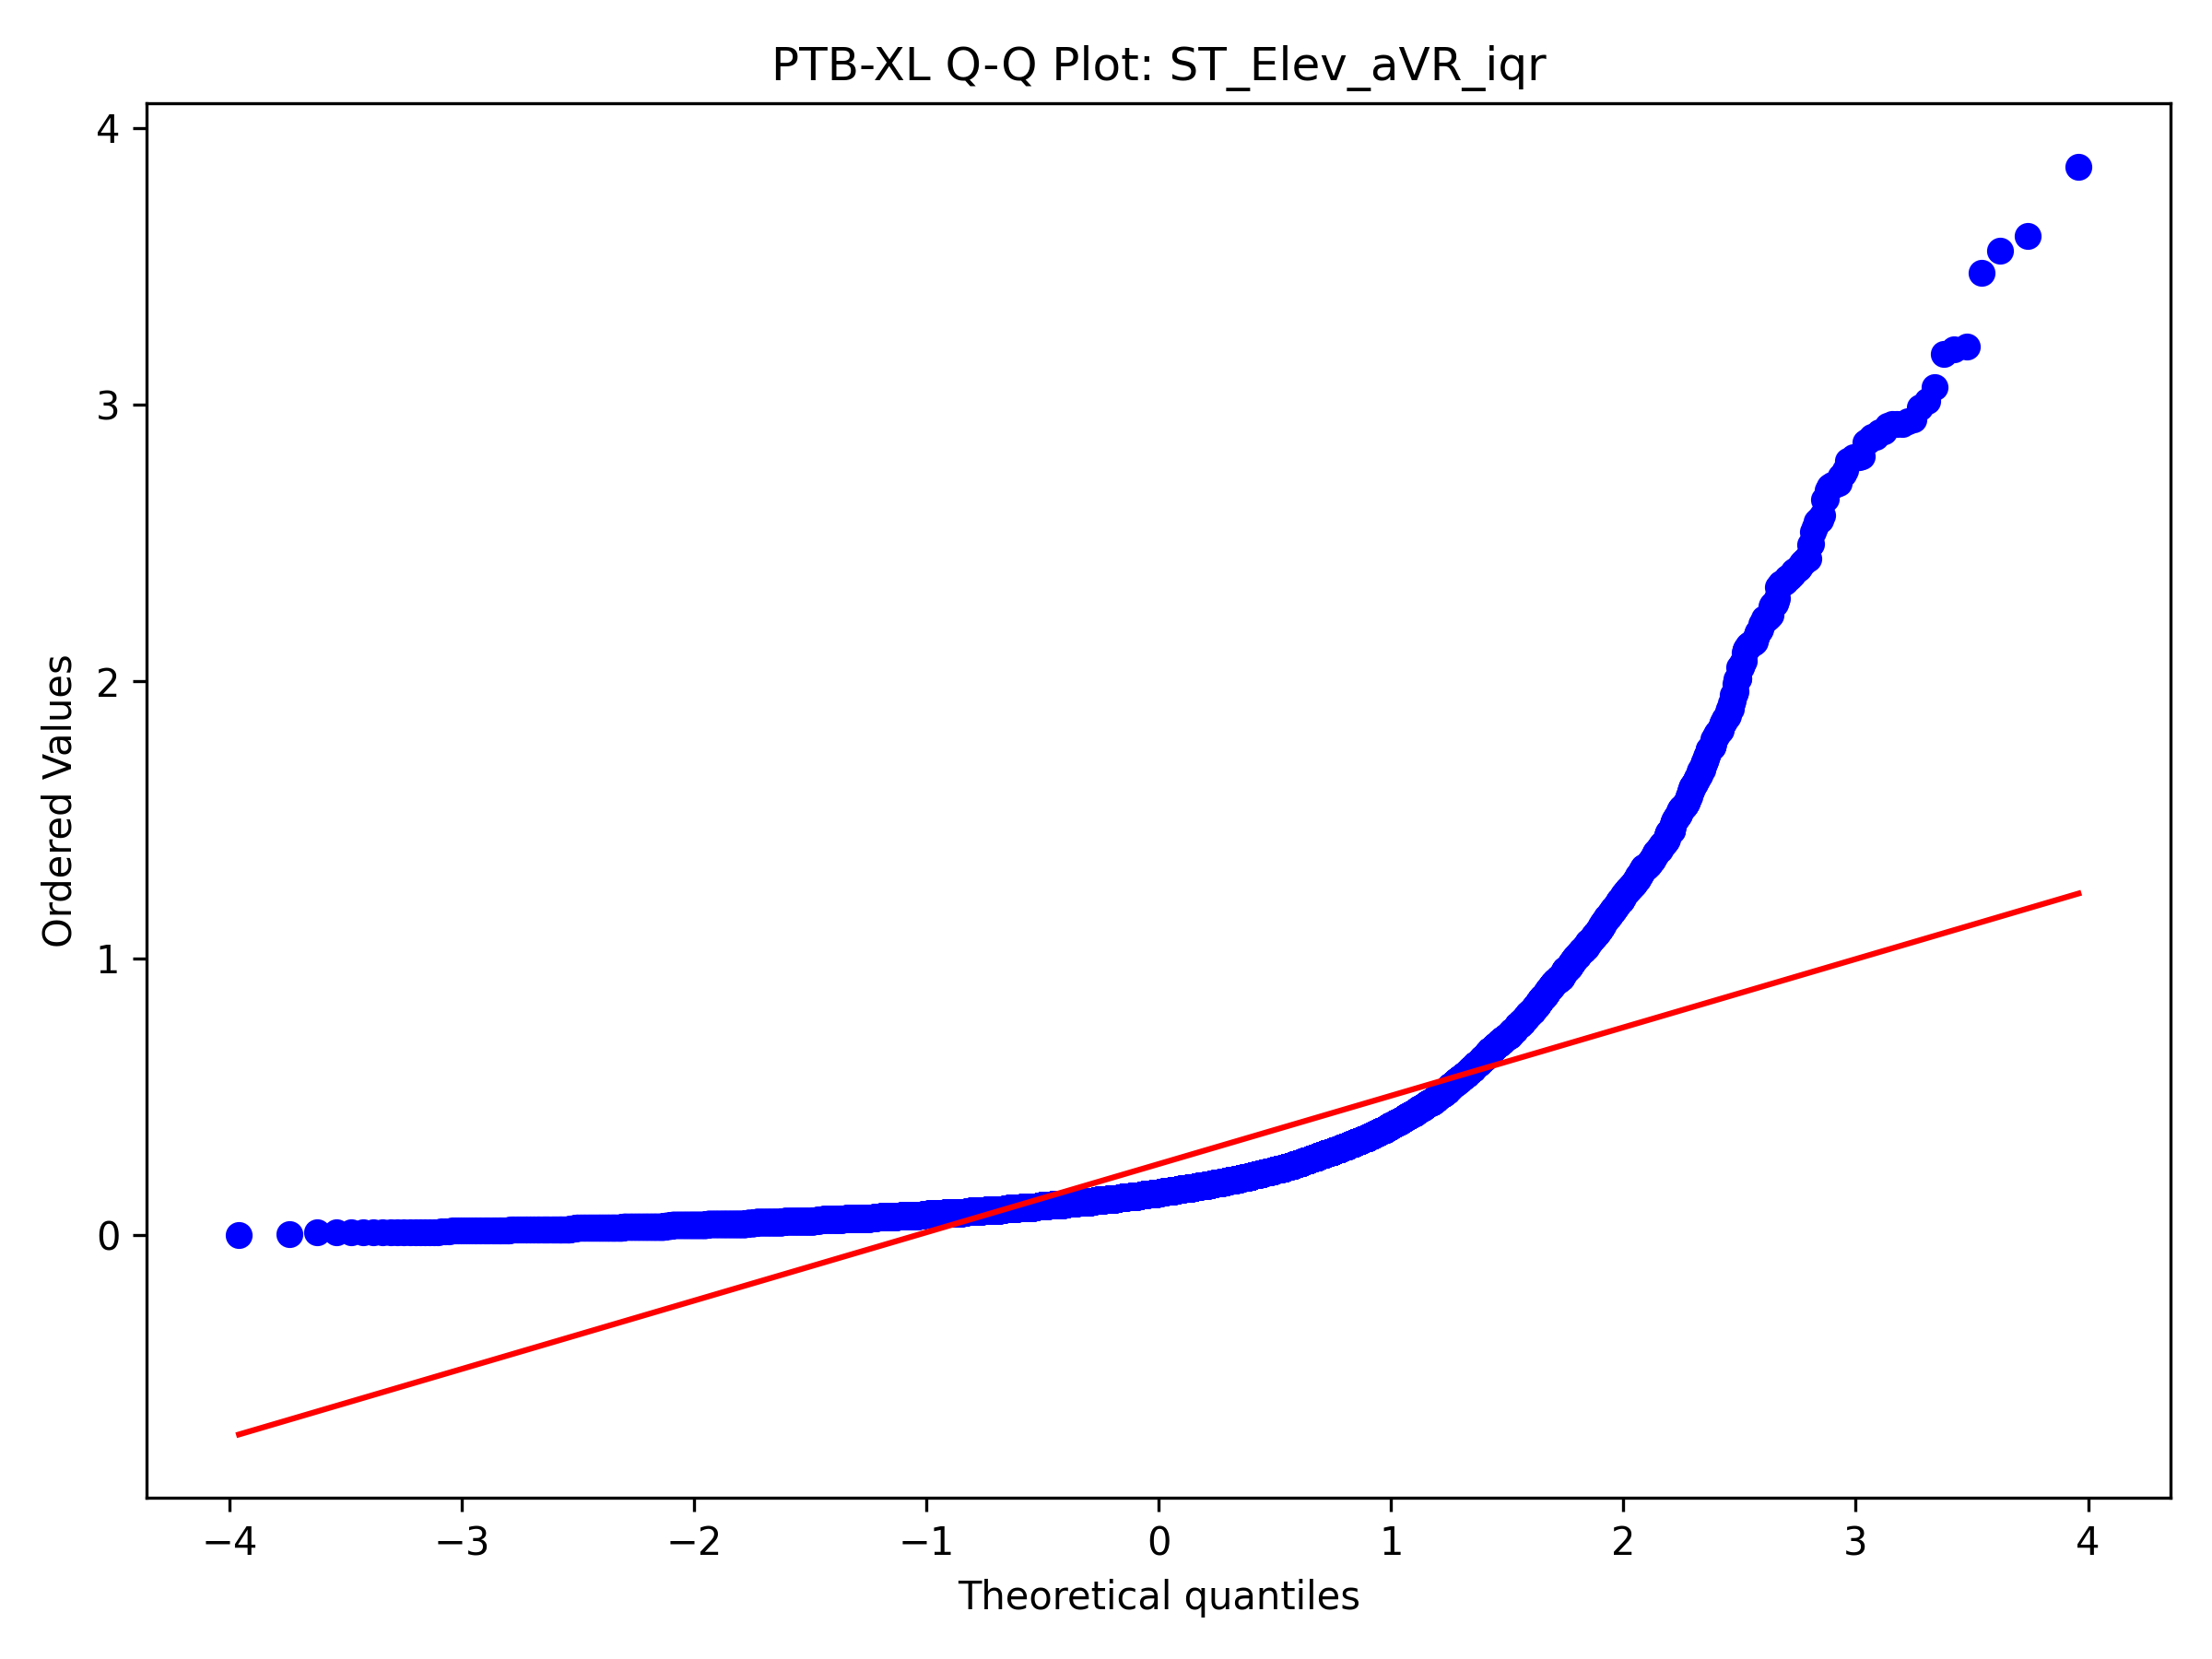 PTB-XL Q-Q Plot: ST_Elev_aVR_iqr
4
3
2
1
0
Ordered Values
−4 −3 −2 −1 0 1 2 3 4
Theoretical quantiles